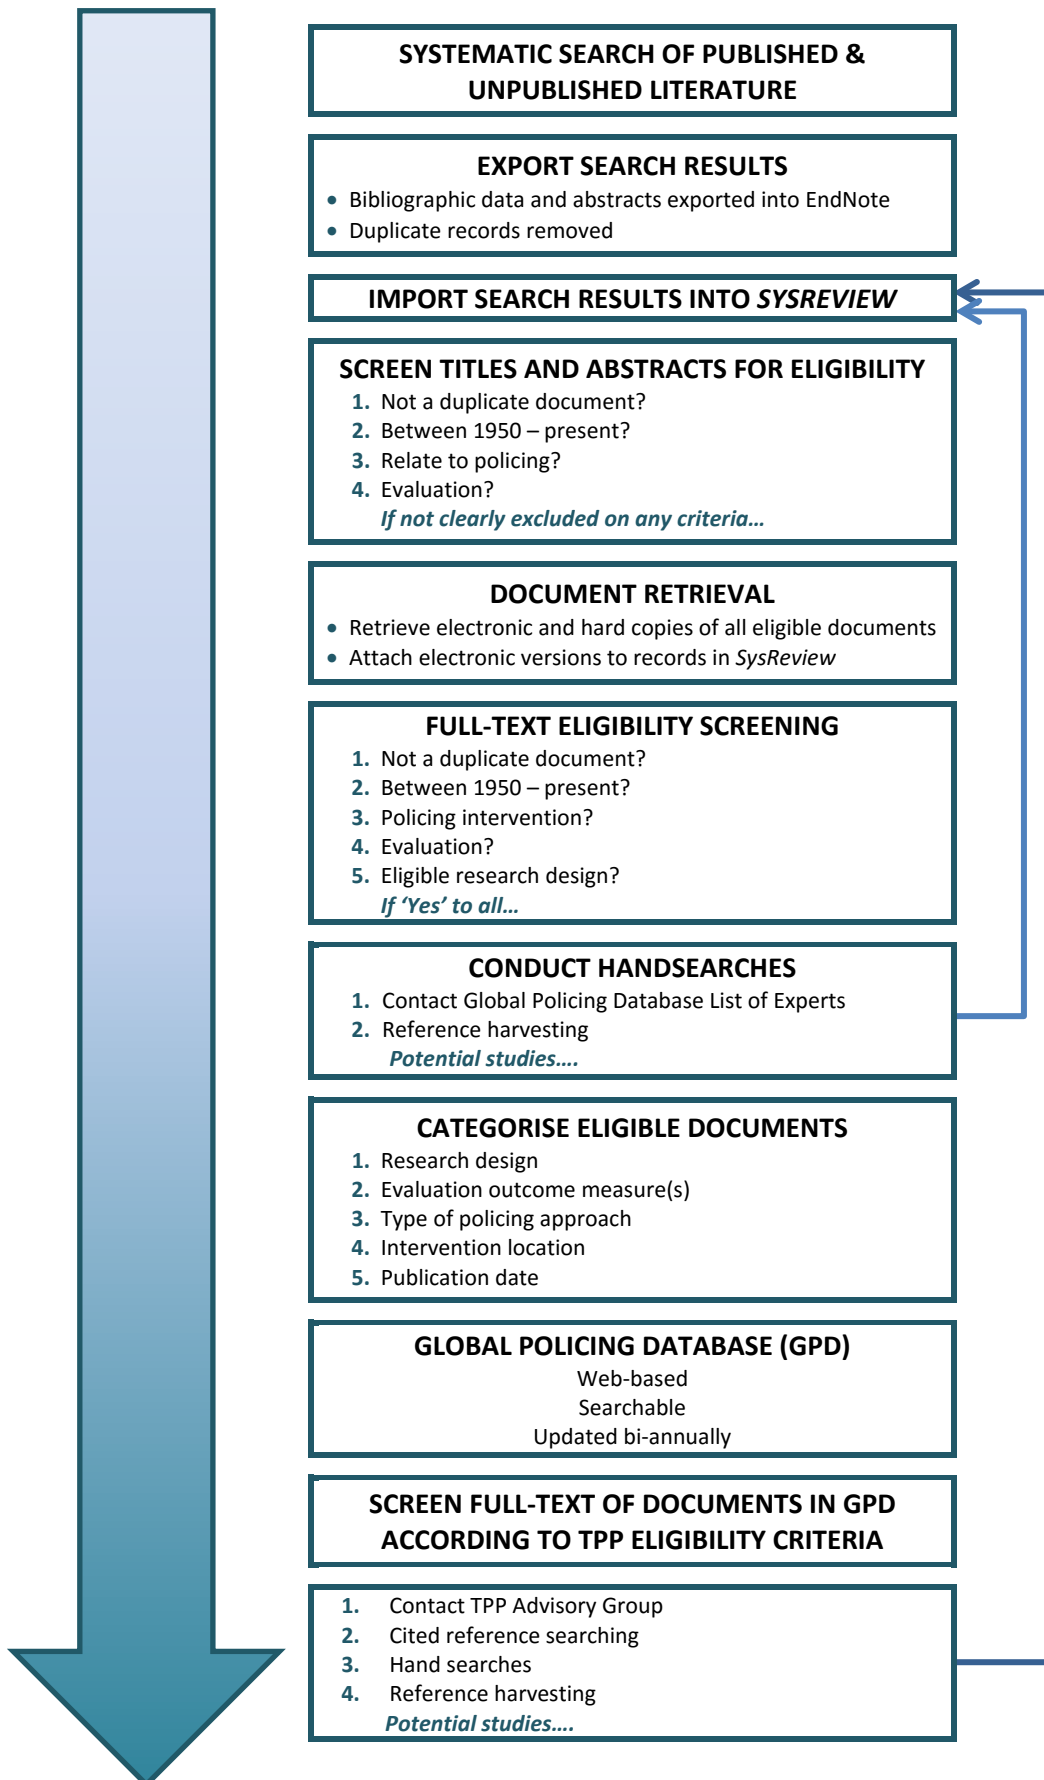 SYSTEMATIC SEARCH OF PUBLISHED &
UNPUBLISHED LITERATURE
EXPORT SEARCH RESULTS
• Bibliographic data and abstracts exported into EndNote
• Duplicate records removed
IMPORT SEARCH RESULTS INTO SYSREVIEW
SCREEN TITLES AND ABSTRACTS FOR ELIGIBILITY
1. Not a duplicate document?
2. Between 1950 – present?
3. Relate to policing?
4. Evaluation?
If not clearly excluded on any criteria…
DOCUMENT RETRIEVAL
• Retrieve electronic and hard copies of all eligible documents
• Attach electronic versions to records in SysReview
FULL-TEXT ELIGIBILITY SCREENING
1. Not a duplicate document?
2. Between 1950 – present?
3. Policing intervention?
4. Evaluation?
5. Eligible research design?
If ‘Yes’ to all…
CONDUCT HANDSEARCHES
1. Contact Global Policing Database List of Experts
2. Reference harvesting
Potential studies….
CATEGORISE ELIGIBLE DOCUMENTS
1. Research design
2. Evaluation outcome measure(s)
3. Type of policing approach
4. Intervention location
5. Publication date
GLOBAL POLICING DATABASE (GPD)
Web-based
Searchable
Updated bi-annually
SCREEN FULL-TEXT OF DOCUMENTS IN GPD
ACCORDING TO TPP ELIGIBILITY CRITERIA
1. Contact TPP Advisory Group
2. Cited reference searching
3. Hand searches
4. Reference harvesting
Potential studies….